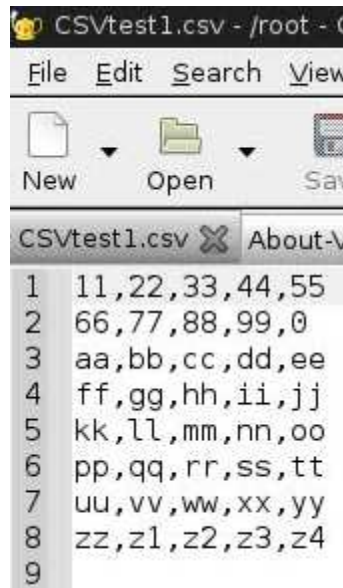 CSVtest1.csv - /root -
File Edit Search View
New Open Sav
CSVtest1.csv About-V
1 11,22,33,44,55
2 66,77,88,99,0
3 aa,bb,cc,dd,ee
4 ff,gg,hh,ii,jj
5 kk,ll,mm,nn,oo
6 pp,qq,rr,ss,tt
7 uu,vv,ww,xx,yy
8 zz,z1,z2,z3,z4
9